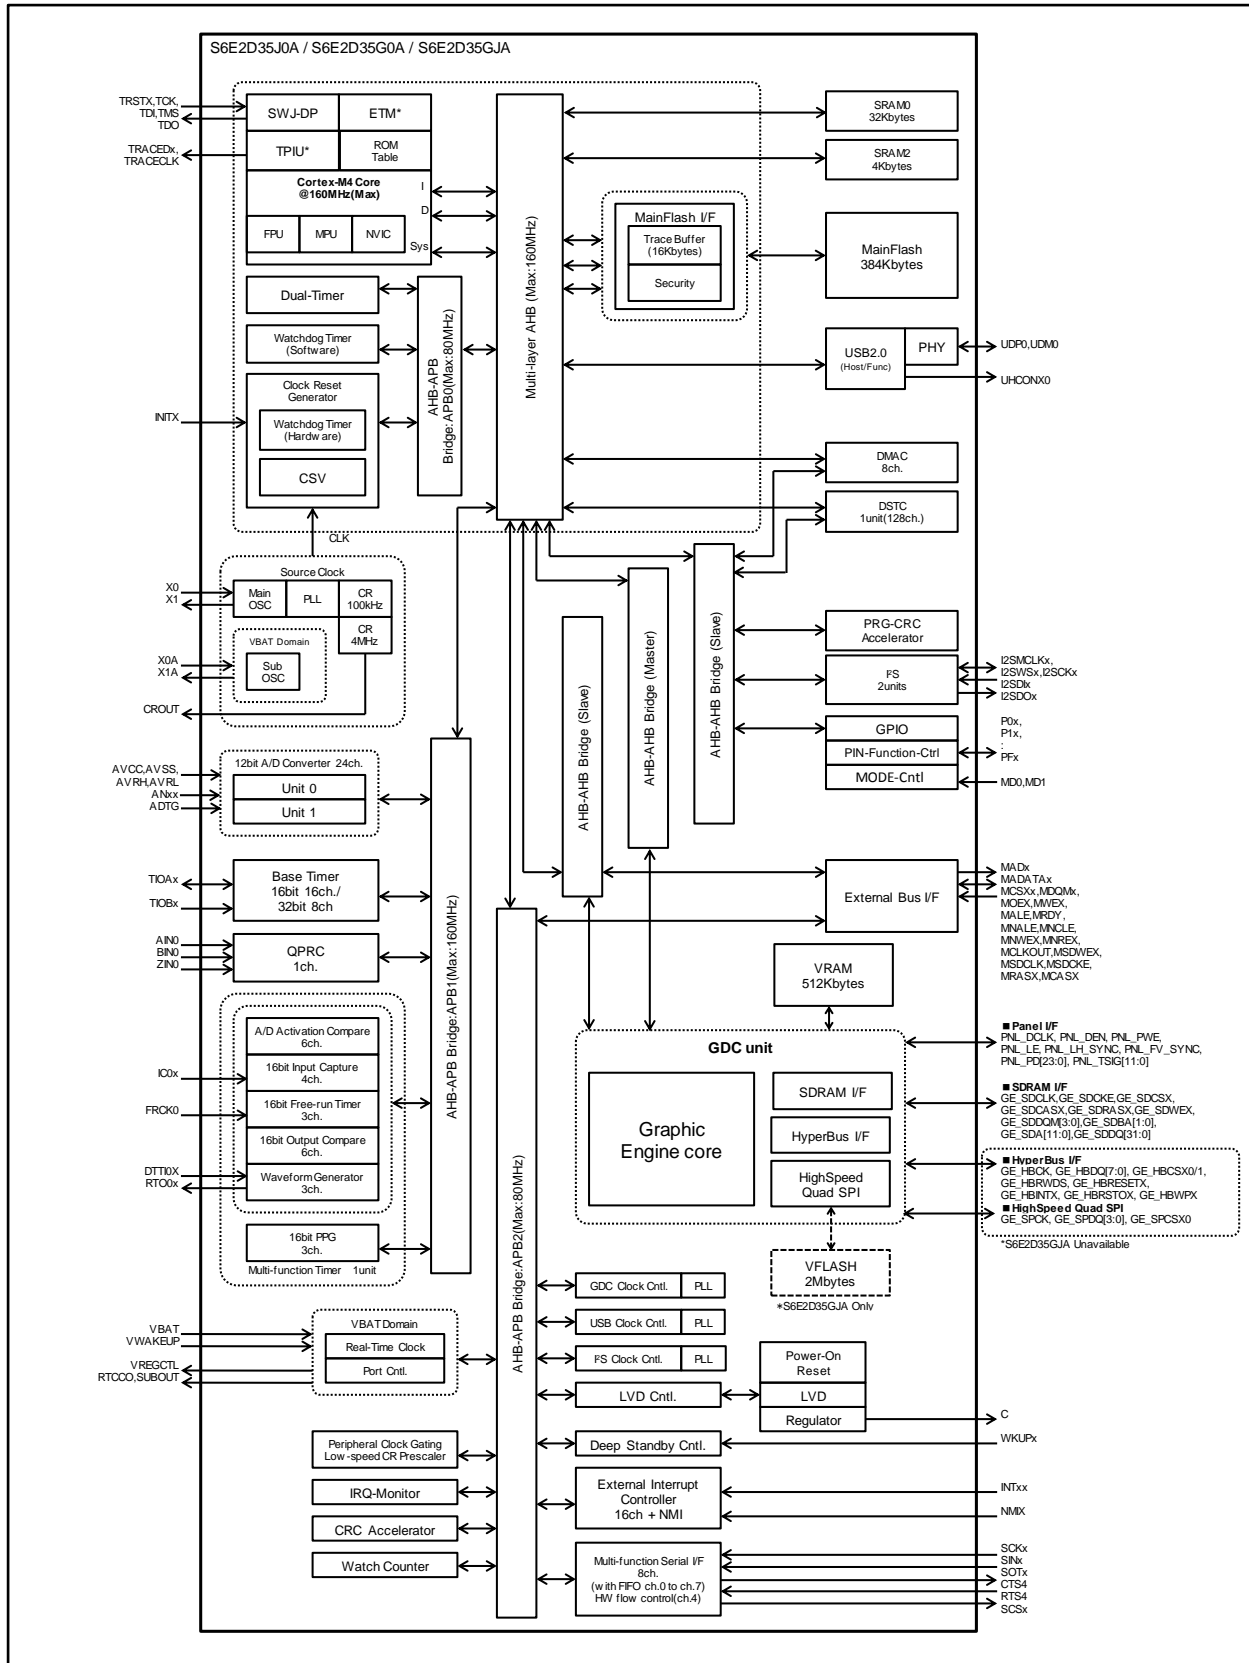 S6E2D35J0A / S6E2D35G0A / S6E2D35GJA
TRSTX,TCK,
TDI,TMS
TDO
TRACEDx,
TRACECLK
SWJ-DP
ETM*
TPIU*
ROM
Table
Cortex-M4 Core
@160MHz(Max)
I
D
Sys
FPU
MPU
NVIC
Dual-Timer
Watchdog Timer
(Software)
Clock Reset
Generator
Watchdog Timer
(Hardware)
CSV
INITX
CLK
AHB-APB
Bridge:APB0(Max:80MHz)
Multi-layer AHB (Max:160MHz)
MainFlash I/F
Trace Buffer
(16Kbytes)
Security
SRAM0
32Kbytes
SRAM2
4Kbytes
MainFlash
384Kbytes
USB2.0
(Host/Func)
PHY
UDP0,UDM0
UHCONX0
DMAC
8ch.
DSTC
1unit(128ch.)
Source Clock
Main
OSC
PLL
CR
100kHz
CR
4MHz
VBAT Domain
Sub
OSC
X0
X1
X0A
X1A
CROUT
AHB-AHB Bridge (Slave)
AHB-AHB Bridge (Master)
AHB-AHB Bridge (Slave)
PRG-CRC
Accelerator
I²S
2units
I2SMCLKx,
I2SWSx,I2SCKx
I2SDIx
I2SDOx
GPIO
PIN-Function-Ctrl
MODE-Cntl
P0x,
P1x,
:
PFx
MD0,MD1
12bit A/D Converter 24ch.
Unit 0
Unit 1
AVCC,AVSS,
AVRH,AVRL
ANxx
ADTG
Base Timer
16bit 16ch./
32bit 8ch
TIOAx
TIOBx
QPRC
1ch.
AIN0
BIN0
ZIN0
AHB-APB Bridge:APB1(Max:160MHz)
AHB-APB Bridge:APB2(Max:80MHz)
External Bus I/F
MADx
MADATAx
MCSXx,MDQMx,
MOEX,MWEX,
MALE,MRDY,
MNALE,MNCLE,
MNWEX,MNREX,
MCLKOUT,MSDWEX,
MSDCLK,MSDCKE,
MRASX,MCASX
VRAM
512Kbytes
A/D Activation Compare
6ch.
16bit Input Capture
4ch.
16bit Free-run Timer
3ch.
16bit Output Compare
6ch.
Waveform Generator
3ch.
16bit PPG
3ch.
Multi-function Timer 1unit
IC0x
FRCK0
DTTI0X
RTO0x
GDC unit
Graphic
Engine core
SDRAM I/F
HyperBus I/F
HighSpeed
Quad SPI
VFLASH
2Mbytes
*S6E2D35GJA Only
■ Panel I/F
PNL_DCLK, PNL_DEN, PNL_PWE,
PNL_LE, PNL_LH_SYNC, PNL_FV_SYNC,
PNL_PD[23:0], PNL_TSIG[11:0]
■ SDRAM I/F
GE_SDCLK,GE_SDCKE,GE_SDCSX,
GE_SDCASX,GE_SDRASX,GE_SDWEX,
GE_SDDQM[3:0],GE_SDBA[1:0],
GE_SDA[11:0],GE_SDDQ[31:0]
■ HyperBus I/F
GE_HBCK, GE_HBDQ[7:0], GE_HBCSX0/1,
GE_HBRWDS, GE_HBRESETX,
GE_HBINTX, GE_HBRSTOX, GE_HBWPX
■ HighSpeed Quad SPI
GE_SPCK, GE_SPDQ[3:0], GE_SPCSX0
*S6E2D35GJA Unavailable
VBAT Domain
Real-Time Clock
Port Cntl.
VBAT
VWAKEUP
VREGCTL
RTCCO,SUBOUT
GDC Clock Cntl.
PLL
USB Clock Cntl.
PLL
I²S Clock Cntl.
PLL
LVD Cntl.
Power-On
Reset
LVD
Regulator
C
Deep Standby Cntl.
WKUPx
Peripheral Clock Gating
Low-speed CR Prescaler
IRQ-Monitor
CRC Accelerator
Watch Counter
External Interrupt
Controller
16ch + NMI
INTxx
NMIX
Multi-function Serial I/F
8ch.
(with FIFO ch.0 to ch.7)
HW flow control(ch.4)
SCKx
SINx
SOTx
CTS4
RTS4
SCSx